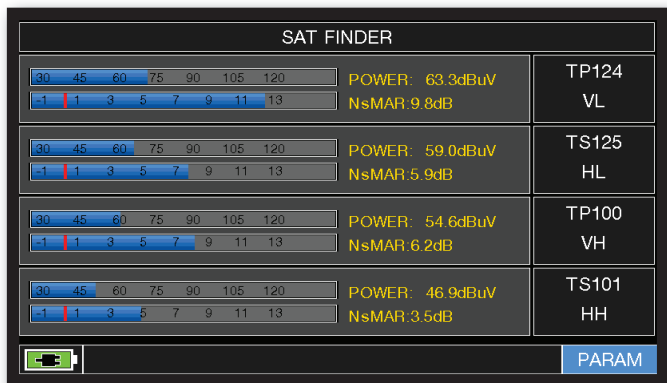 SAT FINDER
30 45 60 75 90 105 120
POWER: 63.3dBuV
TP124
-1 1 3 5 7 9 11 13
NsMAR:9.8dB
VL
30 45 60 75 90 105 120
POWER: 59.0dBuV
TS125
-1 1 3 5 7 9 11 13
NsMAR:5.9dB
HL
30 45 60 75 90 105 120
POWER: 54.6dBuV
TP100
-1 1 3 5 7 9 11 13
NsMAR:6.2dB
VH
30 45 60 75 90 105 120
POWER: 46.9dBuV
TS101
-1 1 3 5 7 9 11 13
NsMAR:3.5dB
HH
PARAM